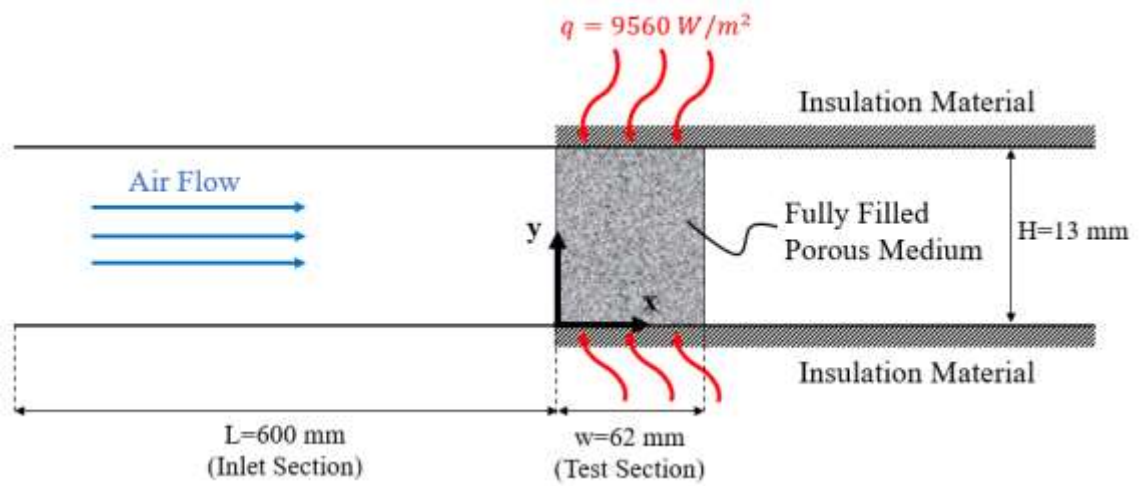 q = 9560 W/m²
Insulation Material
Air Flow
y
Fully Filled
Porous Medium
H=13 mm
x
Insulation Material
L=600 mm
(Inlet Section)
w=62 mm
(Test Section)